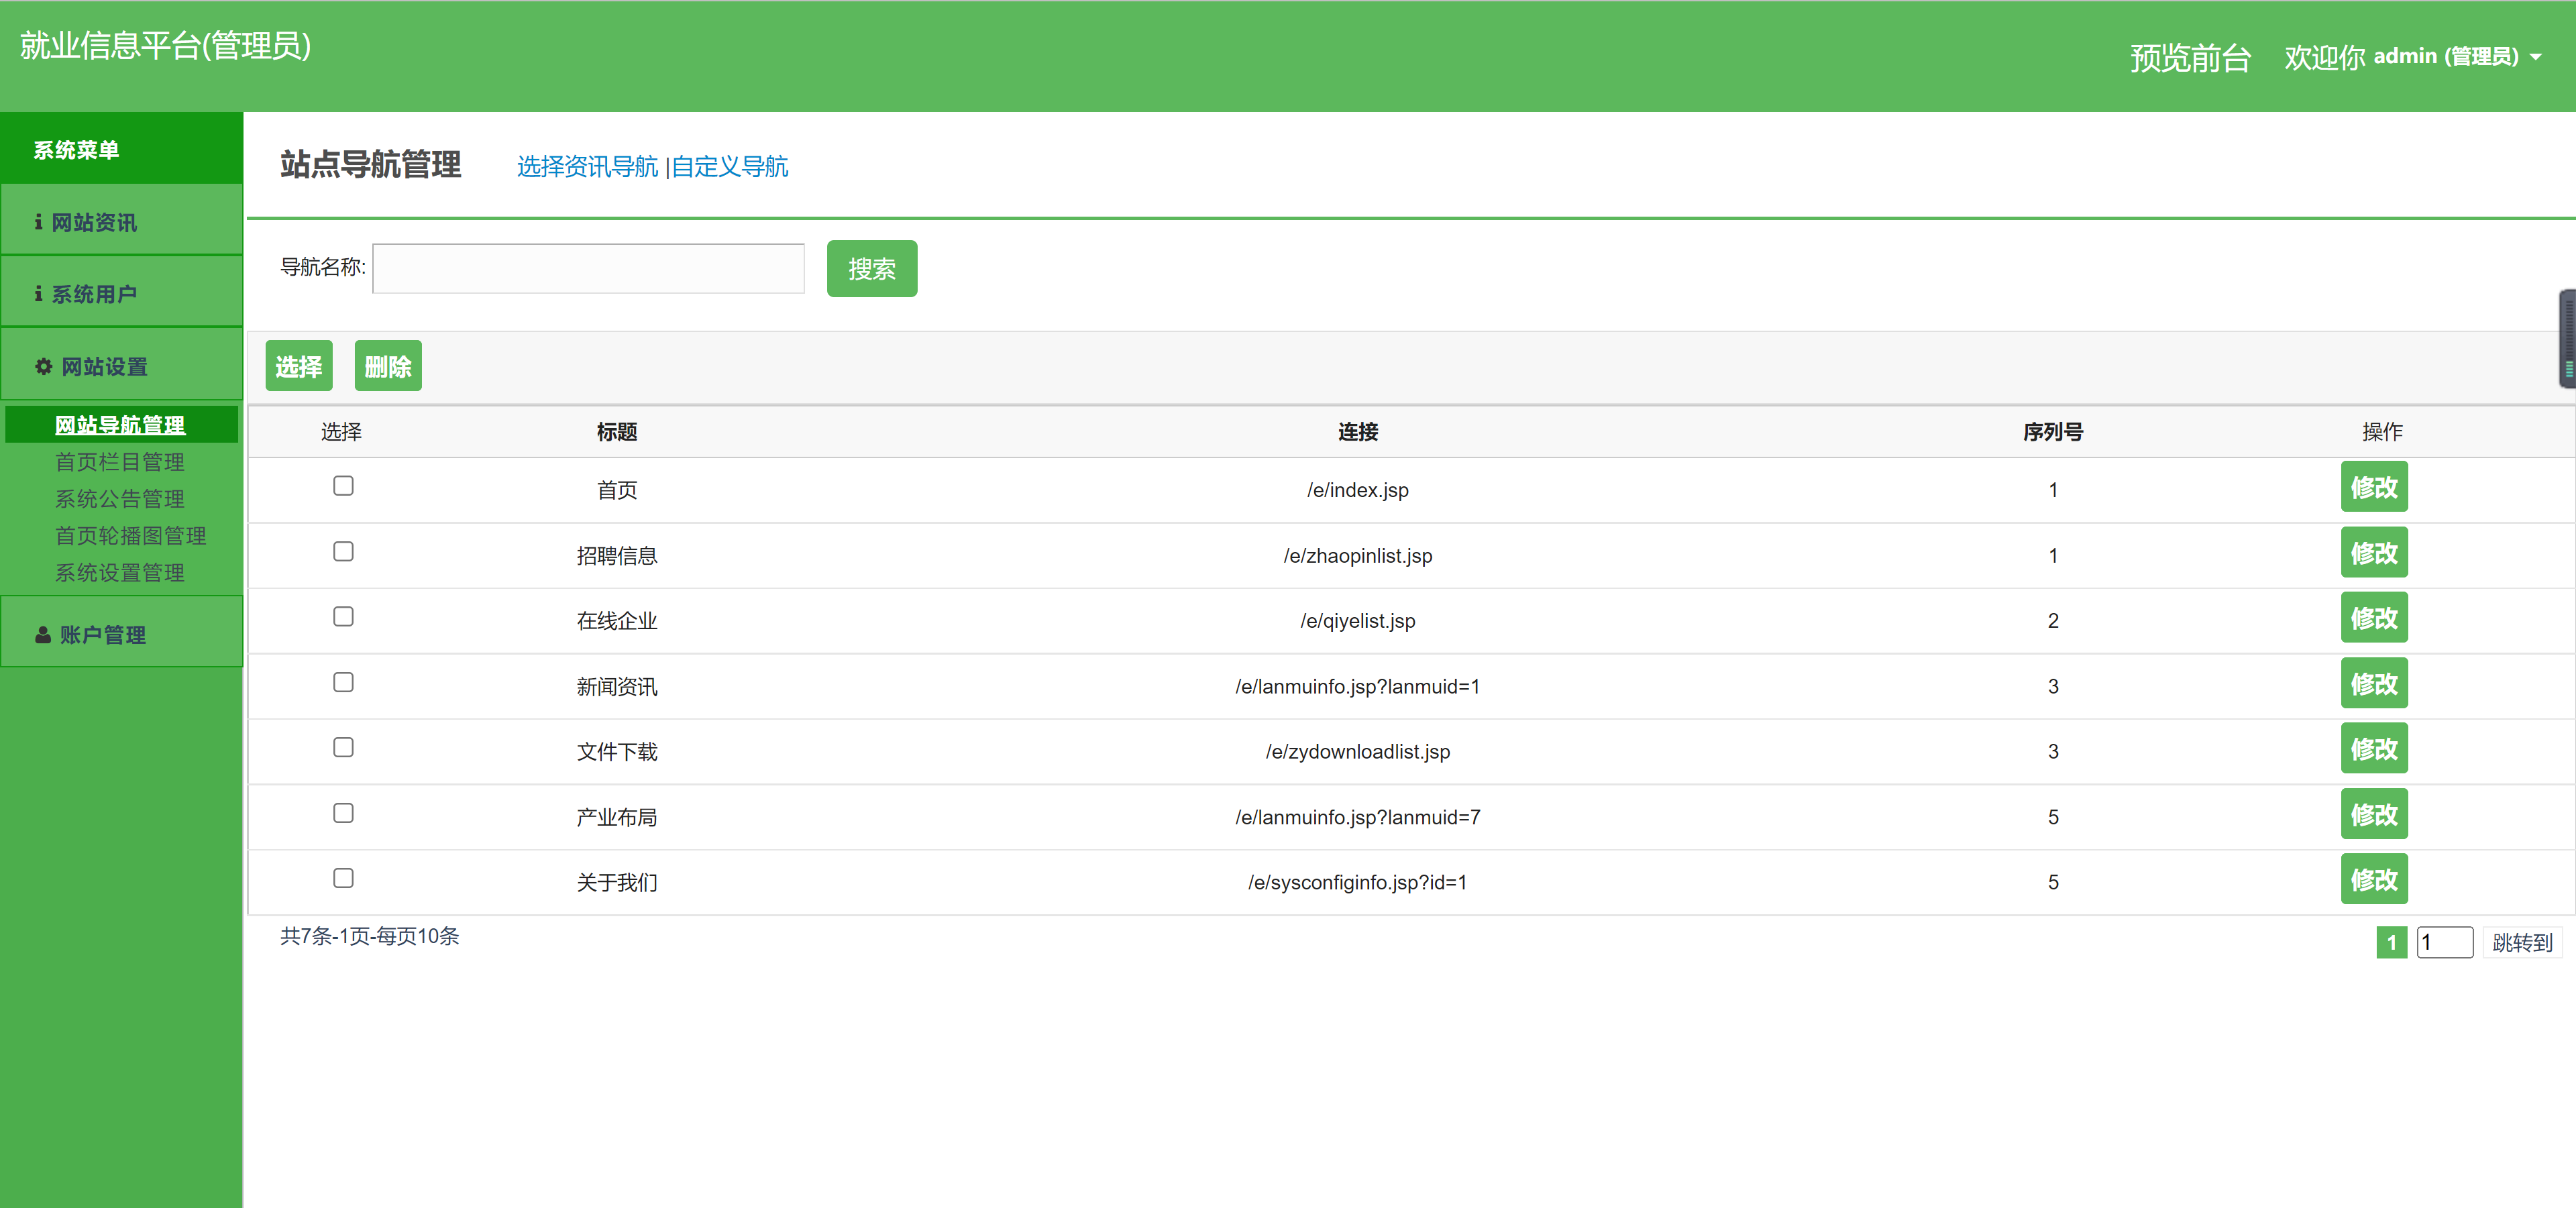 就业信息平台(管理员)
预览前台 欢迎你 admin (管理员)
系统菜单
网站资讯
系统用户
网站设置
网站导航管理
首页栏目管理
系统公告管理
首页轮播图管理
系统设置管理
账户管理
站点导航管理 选择资讯导航 |自定义导航
导航名称: 搜索
选择 删除
选择 标题 连接 序列号 操作
首页 /e/index.jsp 1 修改
招聘信息 /e/zhaopinlist.jsp 1 修改
在线企业 /e/qiyelist.jsp 2 修改
新闻资讯 /e/lanmuinfo.jsp?lanmuid=1 3 修改
文件下载 /e/zydownloadlist.jsp 3 修改
产业布局 /e/lanmuinfo.jsp?lanmuid=7 5 修改
关于我们 /e/sysconfiginfo.jsp?id=1 5 修改
共7条-1页-每页10条 1 1 跳转到